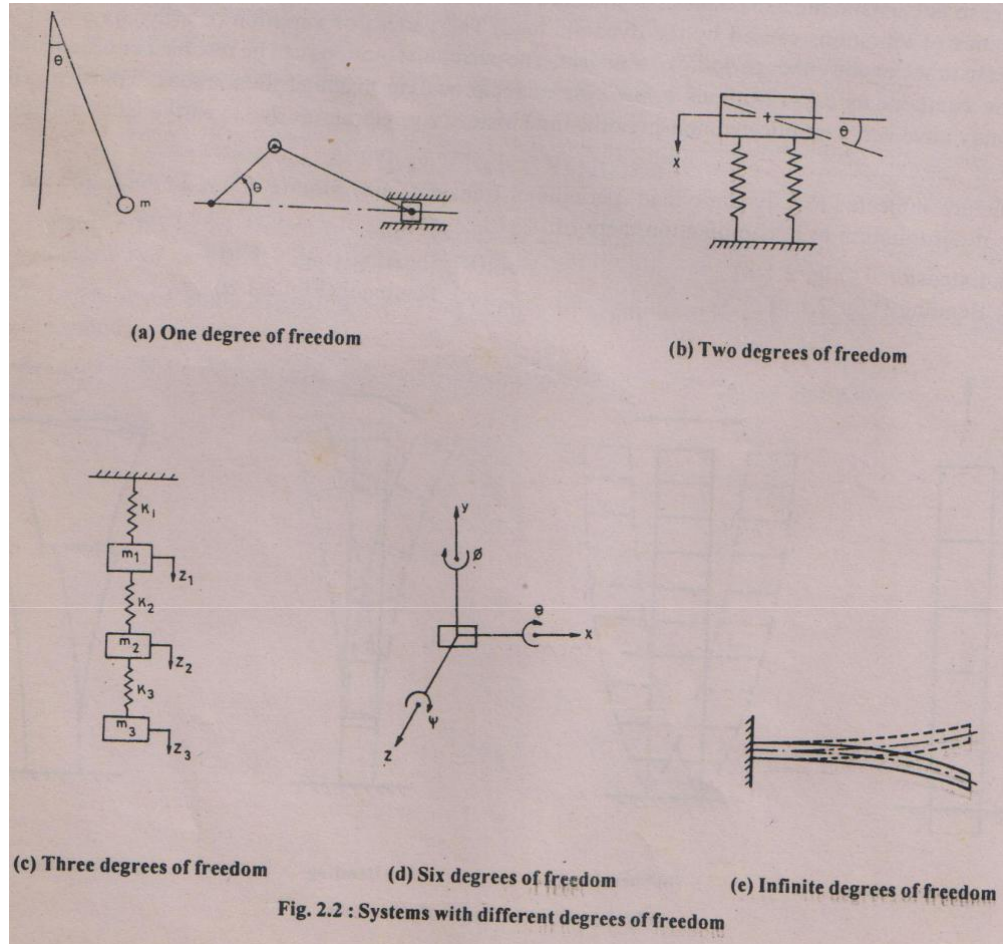 θ
m
θ
(a) One degree of freedom
x
θ
(b) Two degrees of freedom
K1
m1
z1
K2
m2
z2
K3
m3
z3
(c) Three degrees of freedom
y
ø
θ
x
ψ
z
(d) Six degrees of freedom
(e) Infinite degrees of freedom
Fig. 2.2 : Systems with different degrees of freedom